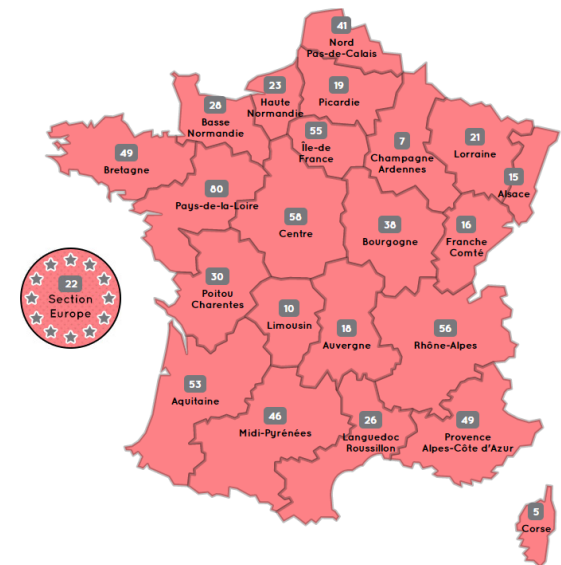 41
Nord
Pas-de-Calais
23
Haute
Normandie
19
Picardie
28
Basse
Normandie
55
Île-de
France
7
Champagne
Ardennes
21
Lorraine
15
Alsace
49
Bretagne
80
Pays-de-la-Loire
58
Centre
38
Bourgogne
16
Franche
Comté
22
Section
Europe
30
Poitou
Charentes
10
Limousin
18
Auvergne
56
Rhône-Alpes
53
Aquitaine
46
Midi-Pyrénées
26
Languedoc
Roussillon
49
Provence
Alpes-Côte d'Azur
5
Corse